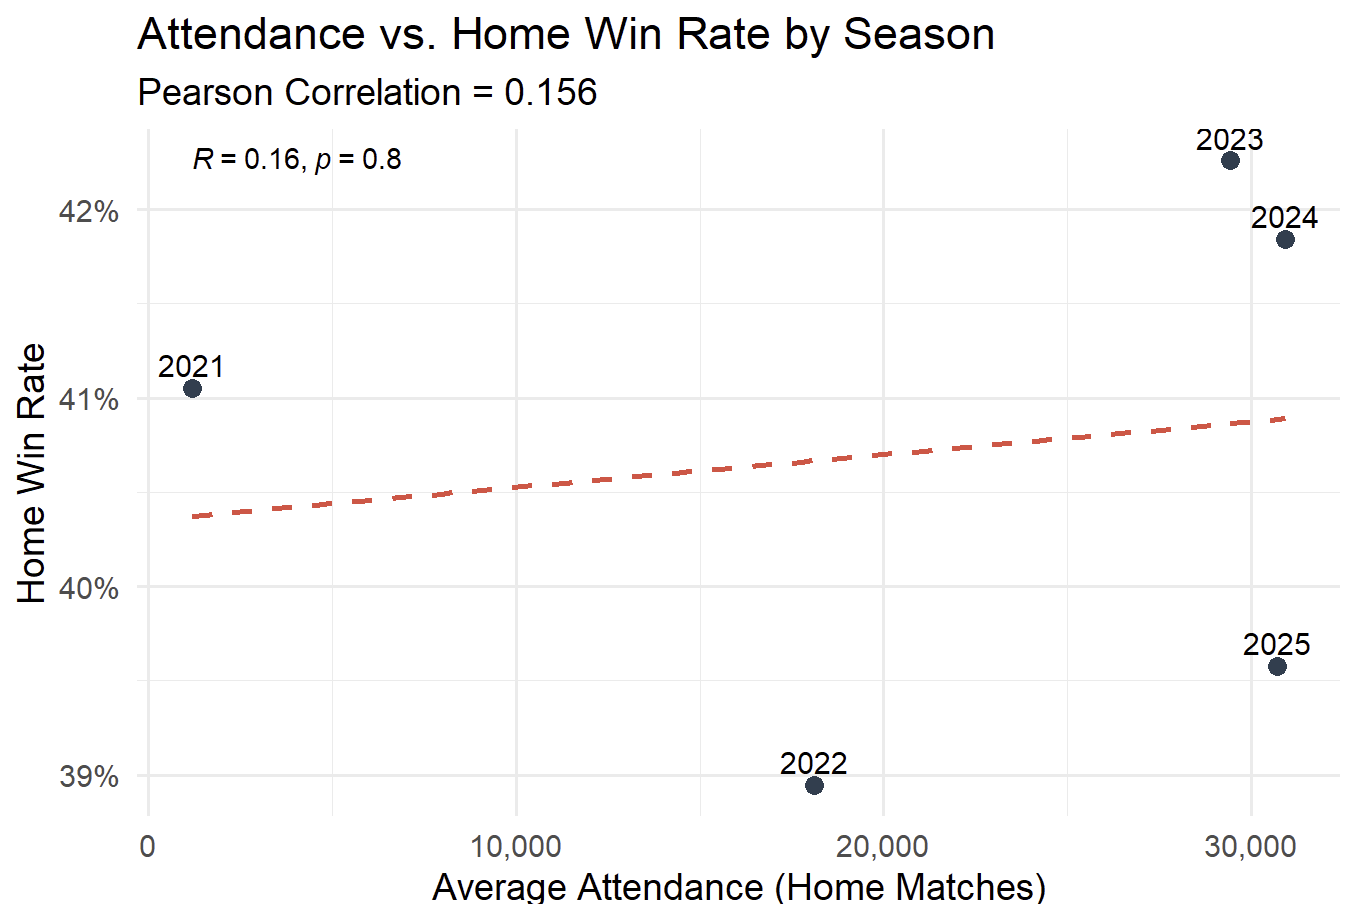 Attendance vs. Home Win Rate by Season
Pearson Correlation = 0.156
R = 0.16, p = 0.8
2023
2024
2021
2025
2022
42%
41%
40%
39%
Home Win Rate
0
10,000
20,000
30,000
Average Attendance (Home Matches)